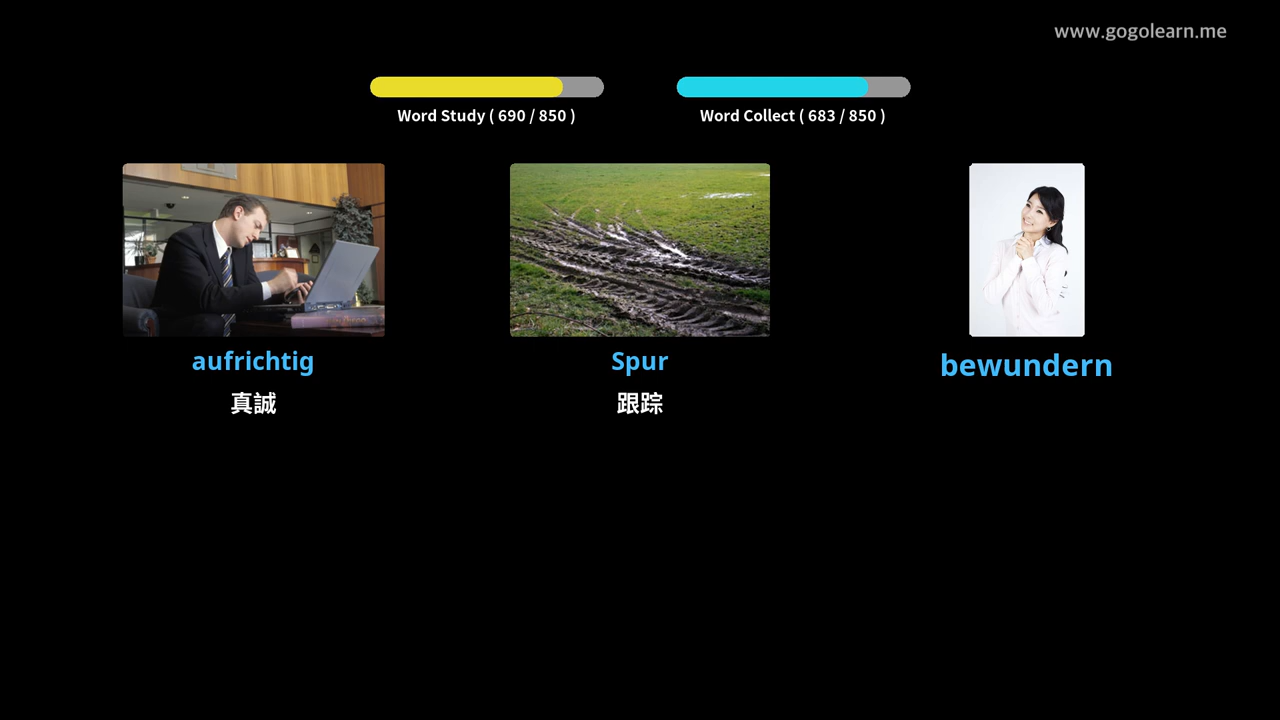 www.gogolearn.me
Word Study ( 690 / 850 )
Word Collect ( 683 / 850 )
aufrichtig
真誠
Spur
跟踪
bewundern